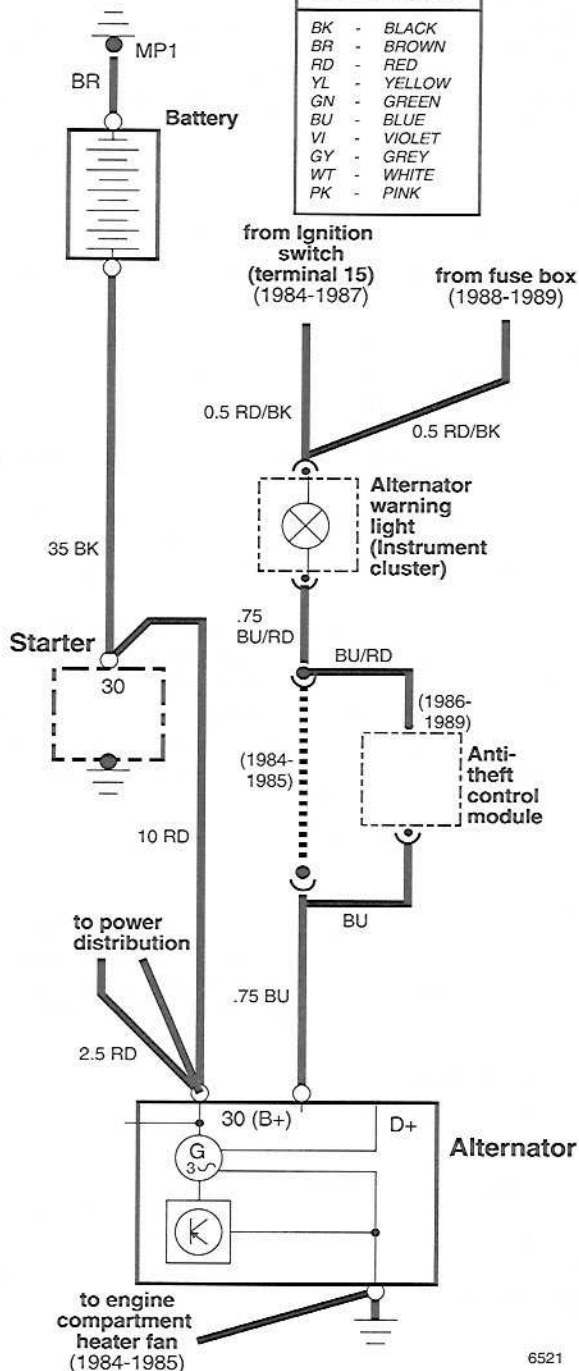 MP1
BR
Battery
BK - BLACK
BR - BROWN
RD - RED
YL - YELLOW
GN - GREEN
BU - BLUE
VI - VIOLET
GY - GREY
WT - WHITE
PK - PINK
from Ignition
switch
(terminal 15)
(1984-1987)
from fuse box
(1988-1989)
0.5 RD/BK
0.5 RD/BK
Alternator
warning
light
(Instrument
cluster)
35 BK
.75
BU/RD
Starter
30
BU/RD
(1986-
1989)
(1984-
1985)
Anti-
theft
control
module
10 RD
BU
to power
distribution
.75 BU
2.5 RD
30 (B+)
D+
G
3
Alternator
to engine
compartment
heater fan
(1984-1985)
6521